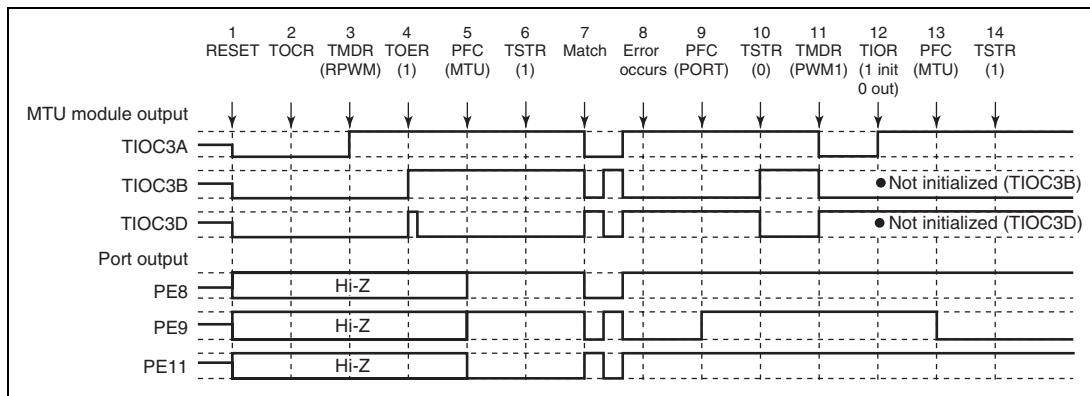 1 2 3 4 5 6 7 8 9 10 11 12 13 14
RESET TOCR TMDR TOER PFC TSTR Match Error PFC TSTR TMDR TIOR PFC TSTR
(RPWM) (1) (MTU) (1) occurs (PORT) (0) (PWM1) (1 init (MTU) (1)
0 out)
MTU module output
TIOC3A
TIOC3B
● Not initialized (TIOC3B)
TIOC3D
● Not initialized (TIOC3D)
Port output
PE8
Hi-Z
PE9
Hi-Z
PE11
Hi-Z